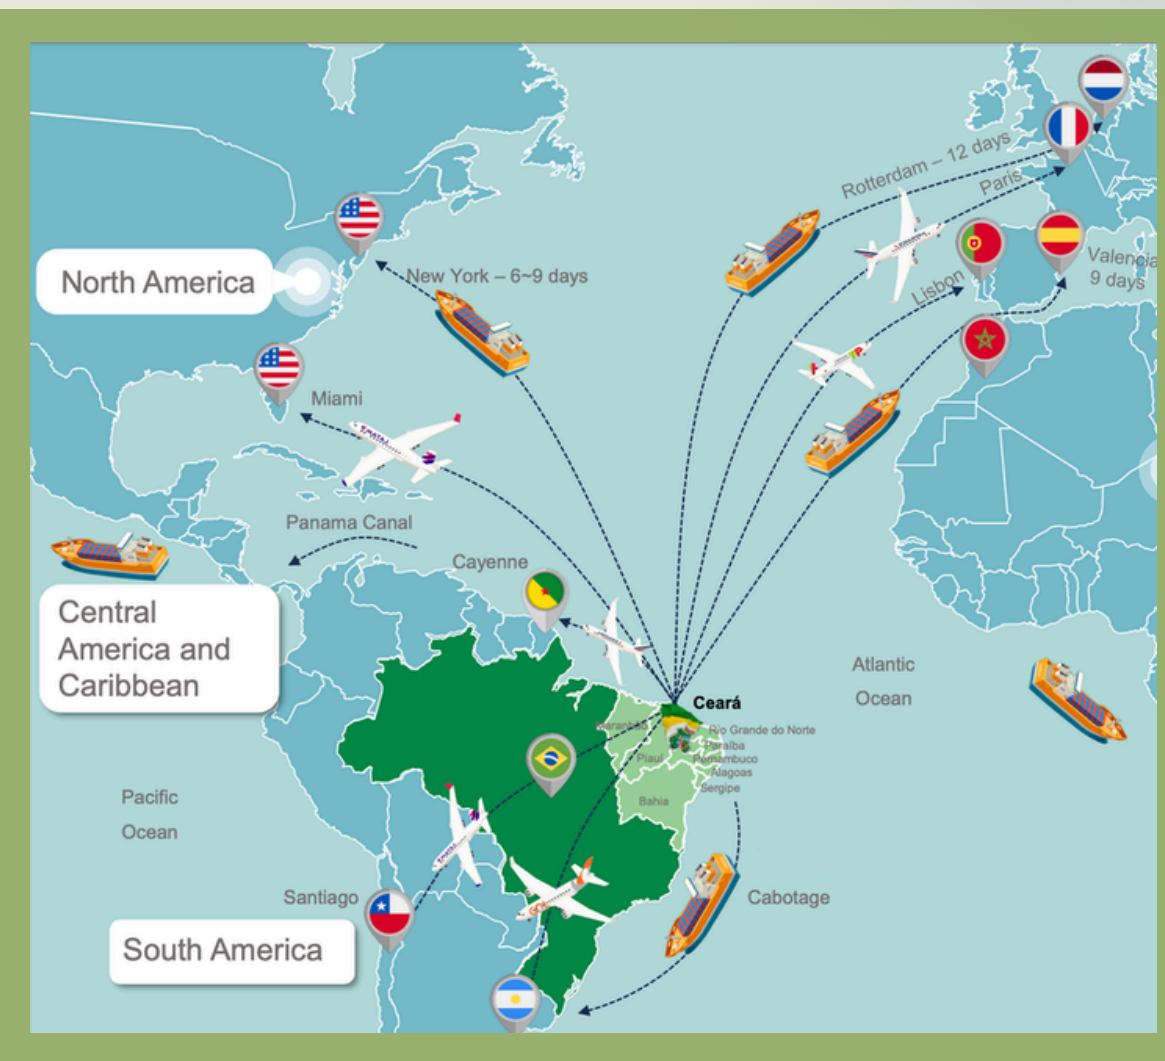 Rotterdam – 12 days
Paris
North America
New York – 6~9 days
Lisbon
Valencia
9 days
Miami
Panama Canal
Cayenne
Central
America and
Caribbean
Atlantic
Ocean
Ceará
Maranhão
Rio Grande do Norte
Paraíba
Piauí
Pernambuco
Alagoas
Sergipe
Bahia
Pacific
Ocean
Santiago
GOL
Cabotage
South America